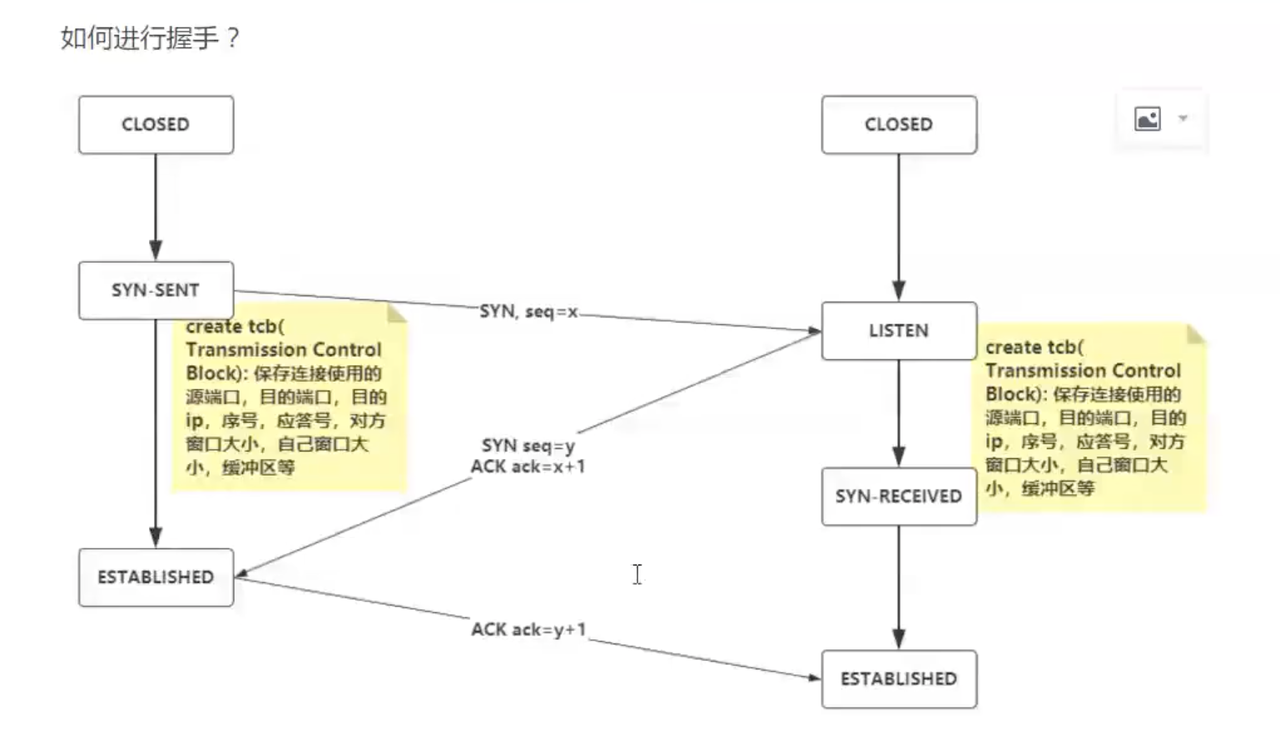 如何进行握手？
CLOSED
CLOSED
SYN-SENT
SYN, seq=x
LISTEN
create tcb(
Transmission Control
Block): 保存连接使用的
源端口，目的端口，目的
ip，序号，应答号，对方
窗口大小，自己窗口大
小，缓冲区等
create tcb(
Transmission Control
Block): 保存连接使用的
源端口，目的端口，目的
ip，序号，应答号，对方
窗口大小，自己窗口大
小，缓冲区等
SYN seq=y
ACK ack=x+1
SYN-RECEIVED
ESTABLISHED
ACK ack=y+1
ESTABLISHED